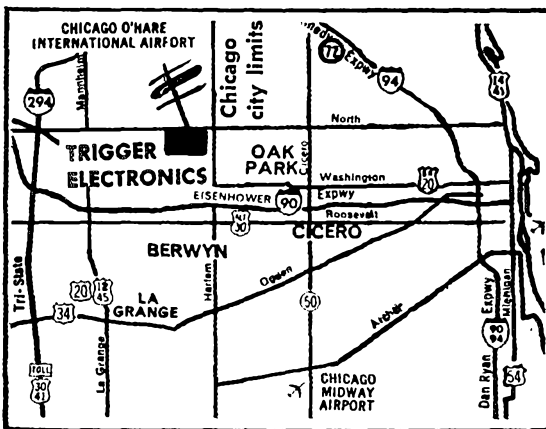 CHICAGO O'HARE
INTERNATIONAL AIRPORT
Chicago
city limits
Mannheim
294
77
Expwy
94
14
41
North
TRIGGER
ELECTRONICS
OAK
PARK
Cicero
Washington
20
EISENHOWER
90
Expwy
ALT
30
Roosevelt
CICERO
BERWYN
Harlem
Ogden
Tri-State
20
12
45
LA
GRANGE
34
50
Archer
La Grange
TOLL
30
41
CHICAGO
MIDWAY
AIRPORT
Dan Ryan
Expwy
90
94
Michigan
54